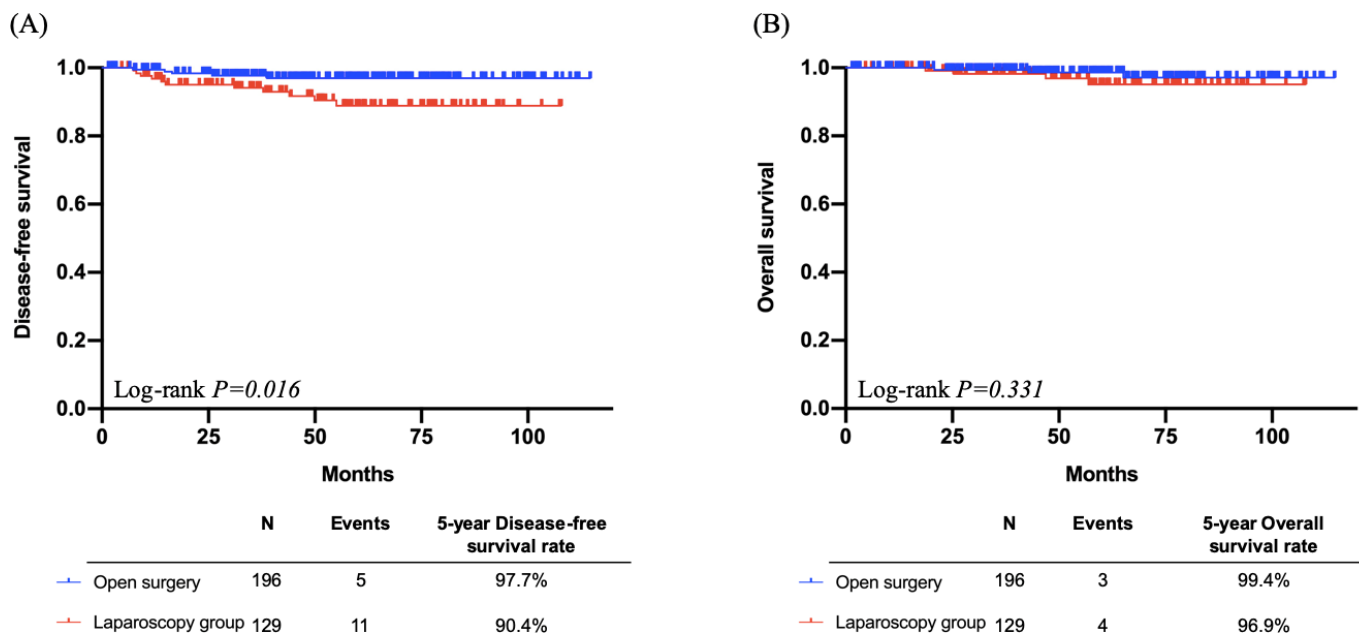 (A)
Disease-free survival
1.0
0.8
0.6
0.4
0.2
0.0
Log-rank P=0.016
0 25 50 75 100
Months
N Events 5-year Disease-free
survival rate
Open surgery 196 5 97.7%
Laparoscopy group 129 11 90.4%
(B)
Overall survival
1.0
0.8
0.6
0.4
0.2
0.0
Log-rank P=0.331
0 25 50 75 100
Months
N Events 5-year Overall
survival rate
Open surgery 196 3 99.4%
Laparoscopy group 129 4 96.9%